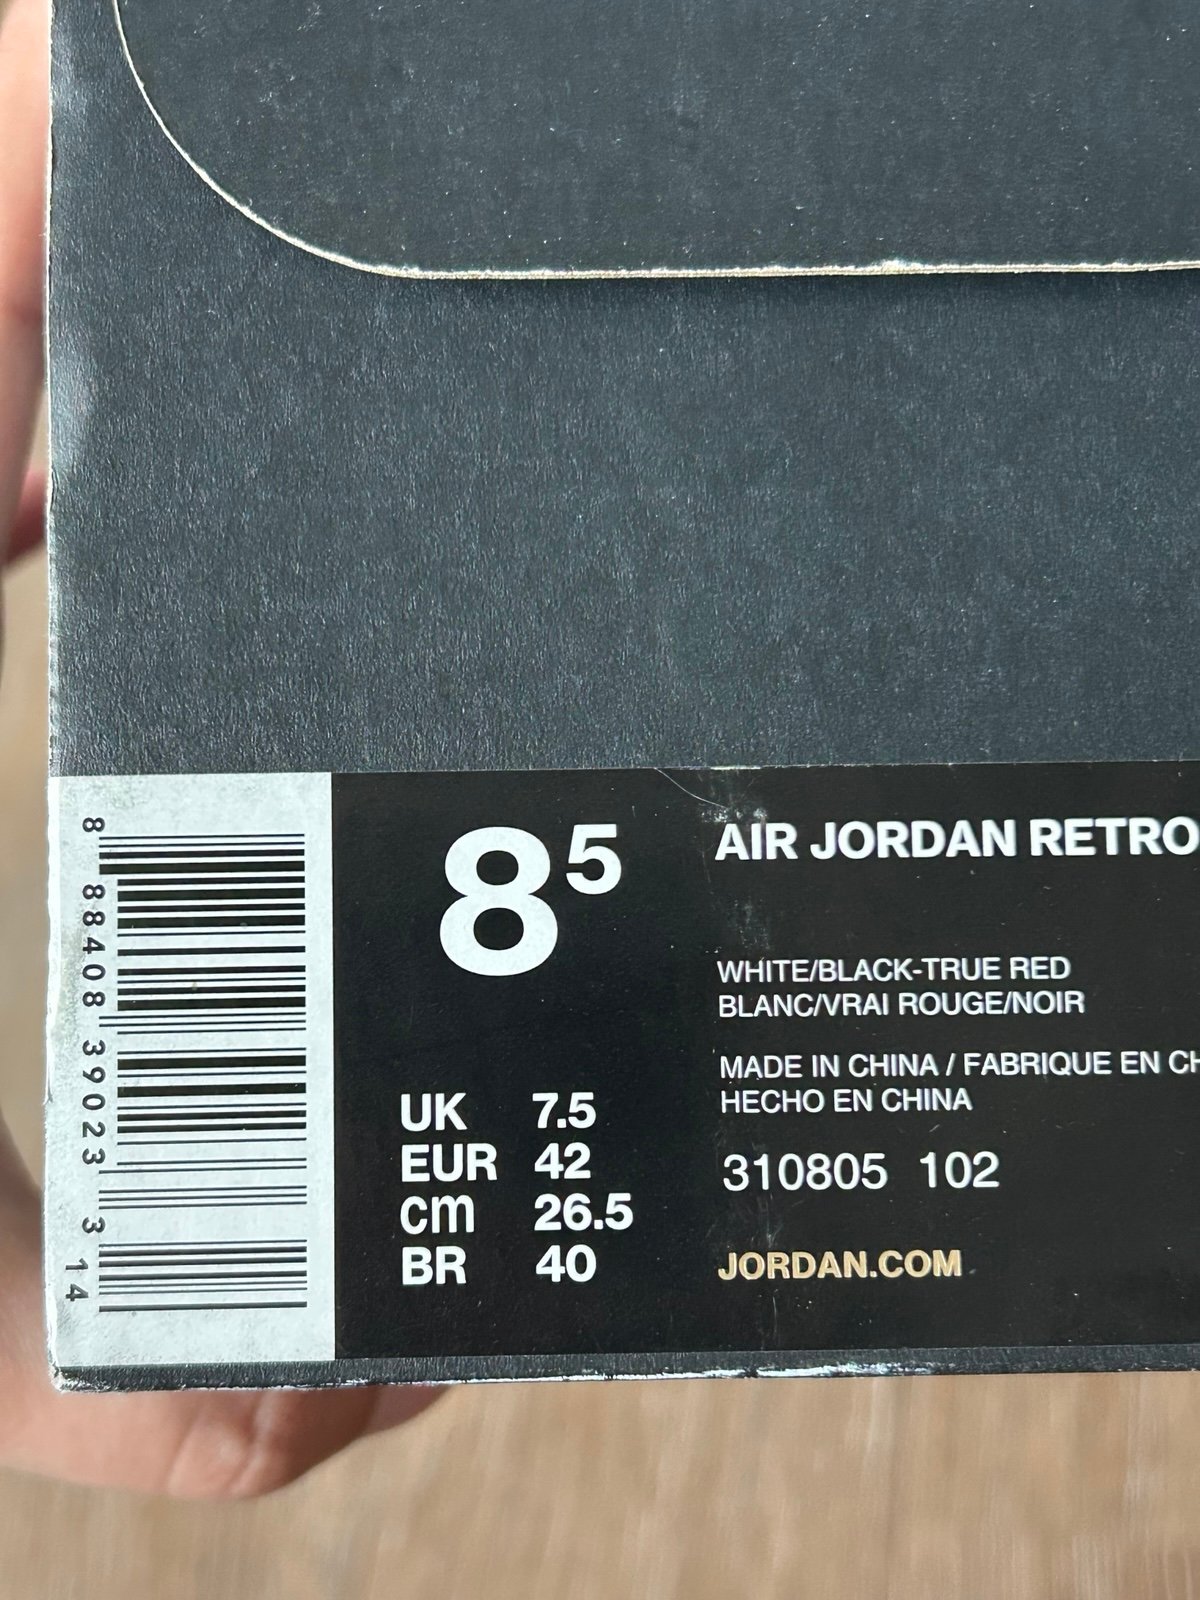 8 88408 39023 3 14
8⁵
UK 7.5
EUR 42
cm 26.5
BR 40
AIR JORDAN RETRO
WHITE/BLACK-TRUE RED
BLANC/VRAI ROUGE/NOIR
MADE IN CHINA / FABRIQUE EN CH
HECHO EN CHINA
310805 102
JORDAN.COM